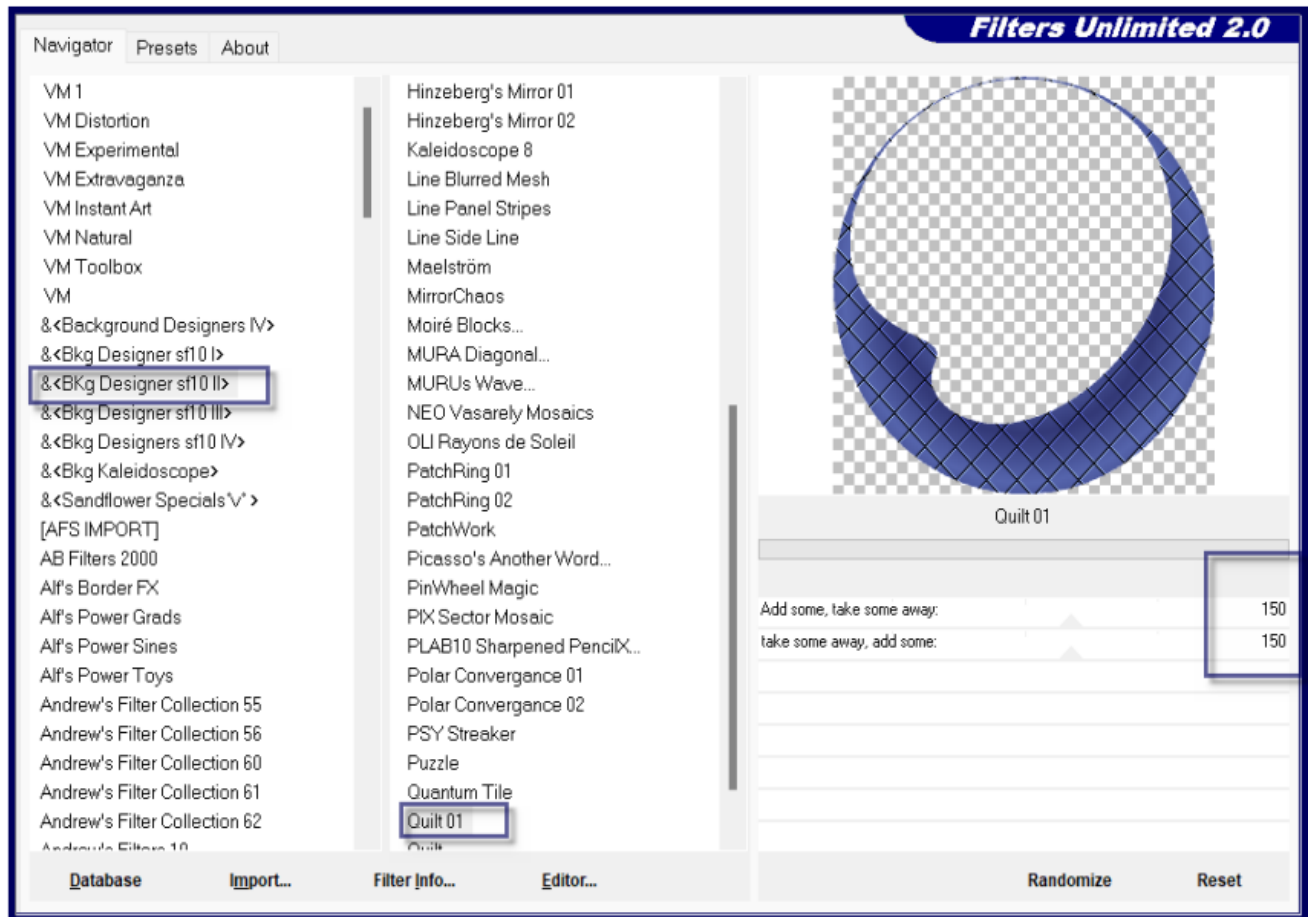 Filters Unlimited 2.0
Navigator Presets About
VM 1
VM Distortion
VM Experimental
VM Extravaganza
VM Instant Art
VM Natural
VM Toolbox
VM
&<Background Designers IV>
&<Bkg Designer sf10 I>
&<BKg Designer sf10 II>
&<Bkg Designer sf10 III>
&<Bkg Designers sf10 IV>
&<Bkg Kaleidoscope>
&<Sandflower Specials'v' >
[AFS IMPORT]
AB Filters 2000
Alf's Border FX
Alf's Power Grads
Alf's Power Sines
Alf's Power Toys
Andrew's Filter Collection 55
Andrew's Filter Collection 56
Andrew's Filter Collection 60
Andrew's Filter Collection 61
Andrew's Filter Collection 62
Andrew's Filters 10
Hinzeberg's Mirror 01
Hinzeberg's Mirror 02
Kaleidoscope 8
Line Blurred Mesh
Line Panel Stripes
Line Side Line
Maelström
MirrorChaos
Moiré Blocks...
MURA Diagonal...
MURUs Wave...
NEO Vasarely Mosaics
OLI Rayons de Soleil
PatchRing 01
PatchRing 02
PatchWork
Picasso's Another Word...
PinWheel Magic
PIX Sector Mosaic
PLAB10 Sharpened PencilX...
Polar Convergance 01
Polar Convergance 02
PSY Streaker
Puzzle
Quantum Tile
Quilt 01
Quilt
Quilt 01
Add some, take some away: 150
take some away, add some: 150
Database Import... Filter Info... Editor... Randomize Reset